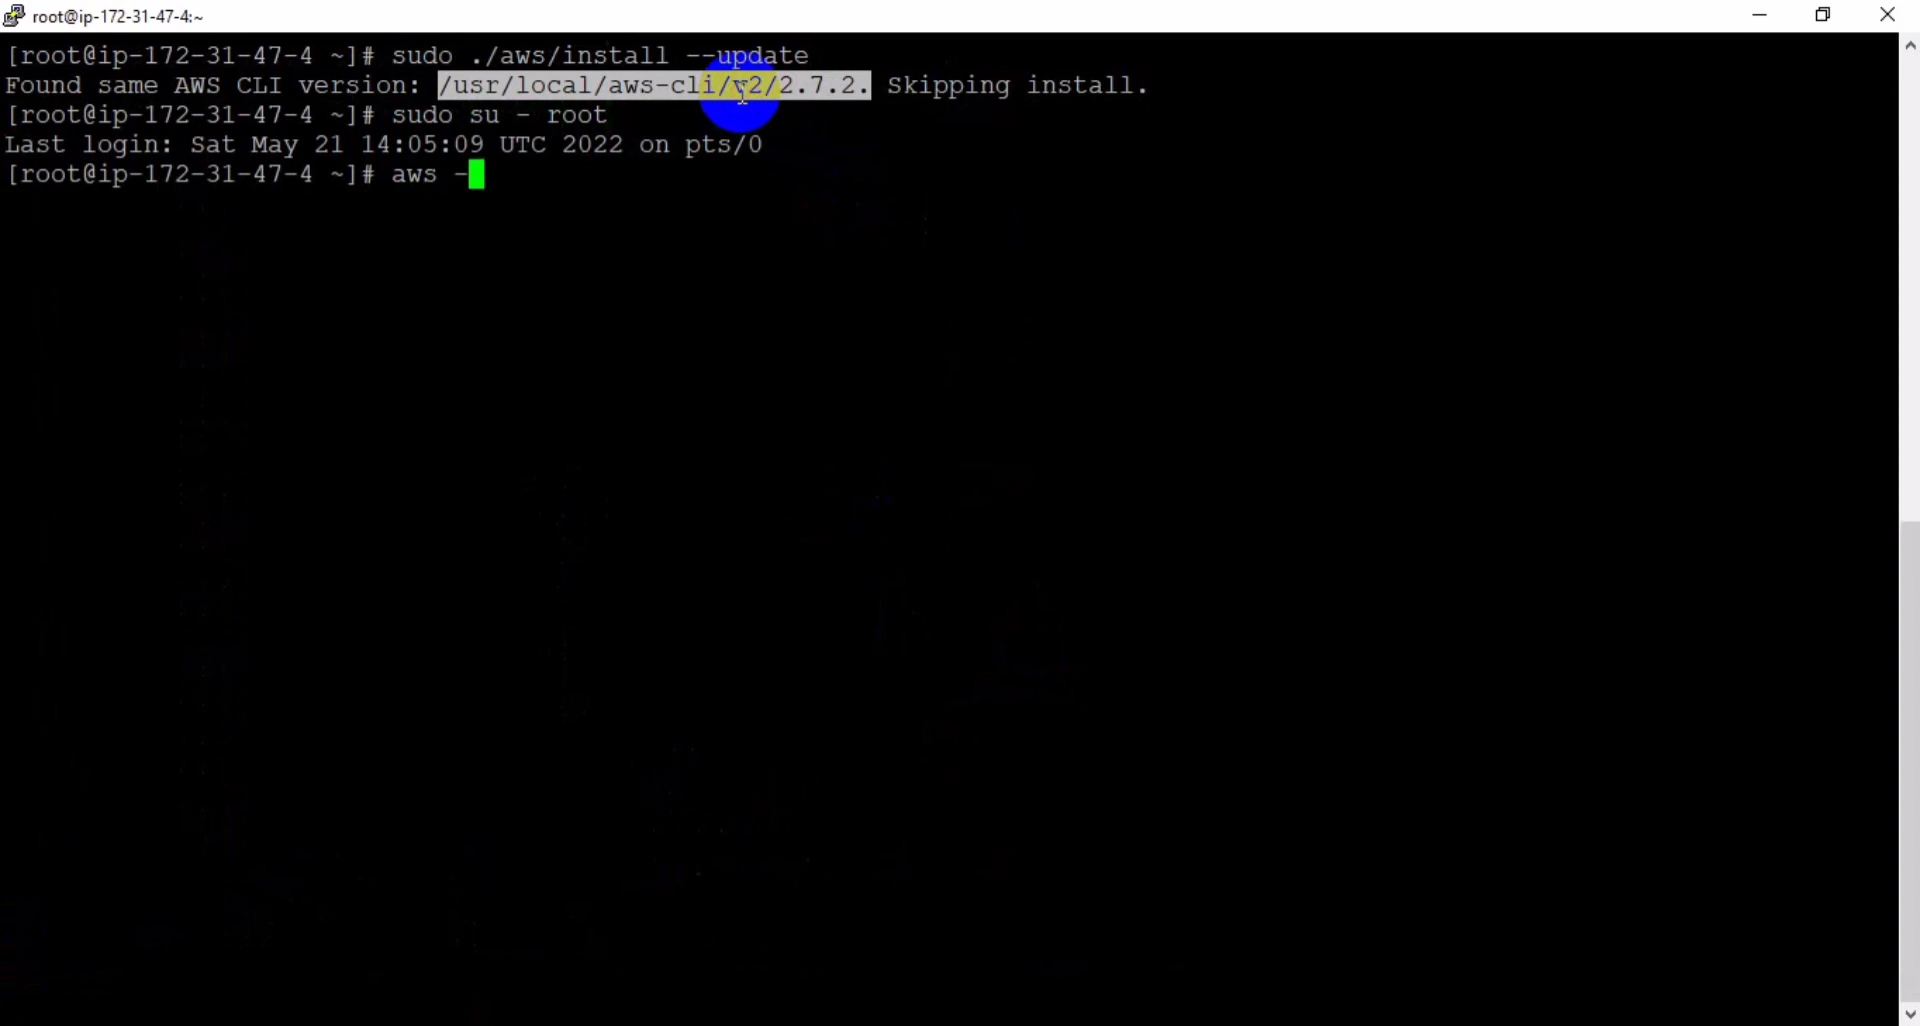 root@ip-172-31-47-4:~
[root@ip-172-31-47-4 ~]# sudo ./aws/install --update
Found same AWS CLI version: /usr/local/aws-cli/v2/2.7.2. Skipping install.
[root@ip-172-31-47-4 ~]# sudo su - root
Last login: Sat May 21 14:05:09 UTC 2022 on pts/0
[root@ip-172-31-47-4 ~]# aws -